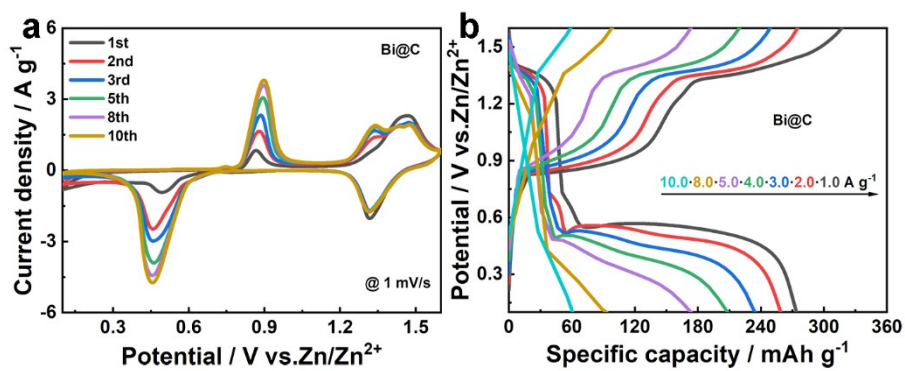 a
Bi@C
1st
2nd
3rd
5th
8th
10th
@ 1 mV/s
6
3
0
-3
-6
0.3 0.6 0.9 1.2 1.5
Current density / A g⁻¹
Potential / V vs.Zn/Zn²⁺
b
Bi@C
10.0·8.0·5.0·4.0·3.0·2.0·1.0 A g⁻¹
1.5
1.2
0.9
0.6
0.3
0 60 120 180 240 300 360
Potential / V vs.Zn/Zn²⁺
Specific capacity / mAh g⁻¹